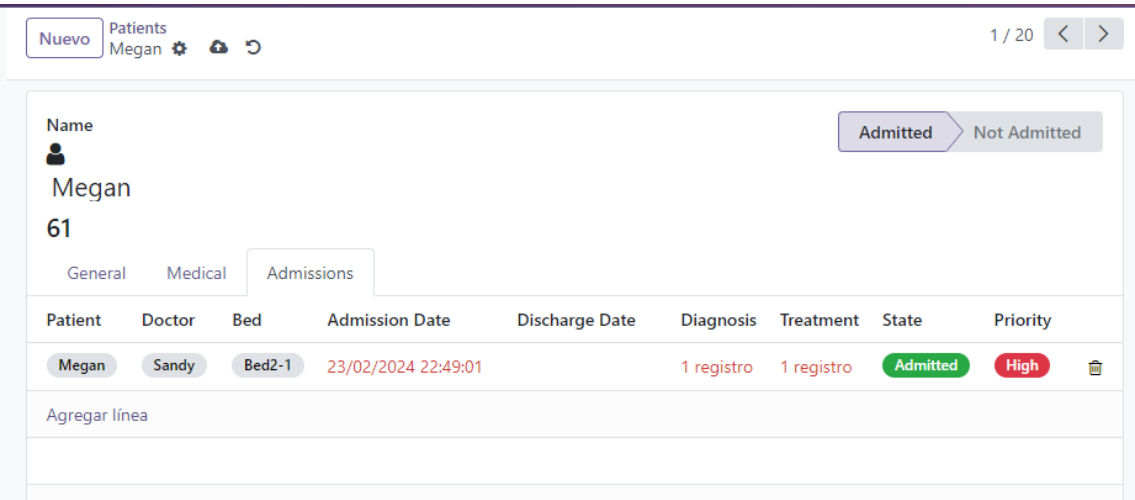 Nuevo
Patients
Megan
1 / 20
Name
Admitted
Not Admitted
Megan
61
General Medical Admissions
Patient Doctor Bed Admission Date Discharge Date Diagnosis Treatment State Priority
Megan Sandy Bed2-1 23/02/2024 22:49:01 1 registro 1 registro Admitted High
Agregar línea